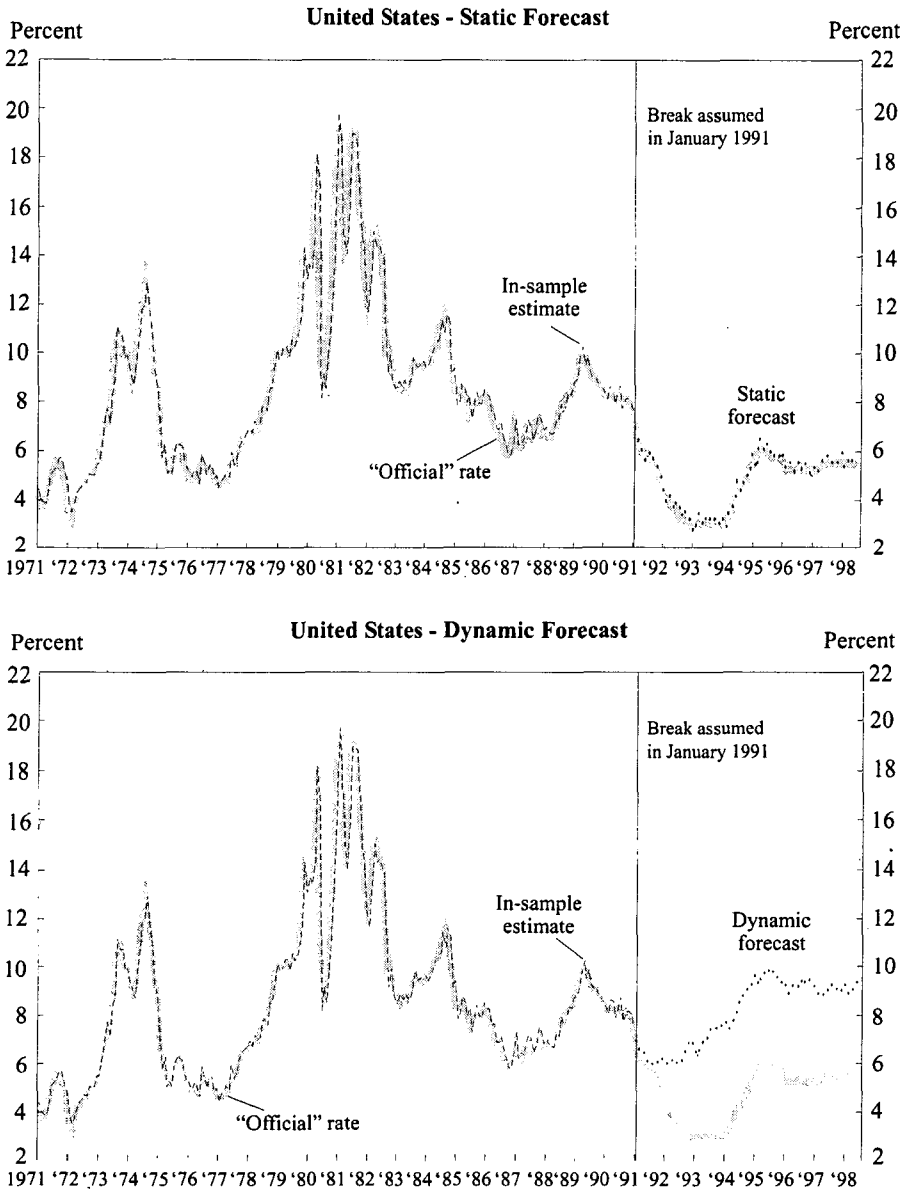 United States - Static Forecast
Percent Percent
22 22
20 20
18 18
16 16
14 14
12 12
10 10
8 8
6 6
4 4
2 2
Break assumed
in January 1991
In-sample
estimate
Static
forecast
“Official” rate
1971 ‘72 ‘73 ‘74 ‘75 ‘76 ‘77 ‘78 ‘79 ‘80 ‘81 ‘82 ‘83 ‘84 ‘85 ‘86 ‘87 ‘88 ‘89 ‘90 ‘91 ‘92 ‘93 ‘94 ‘95 ‘96 ‘97 ‘98
United States - Dynamic Forecast
Percent Percent
22 22
20 20
18 18
16 16
14 14
12 12
10 10
8 8
6 6
4 4
2 2
Break assumed
in January 1991
In-sample
estimate
Dynamic
forecast
“Official” rate
1971 ‘72 ‘73 ‘74 ‘75 ‘76 ‘77 ‘78 ‘79 ‘80 ‘81 ‘82 ‘83 ‘84 ‘85 ‘86 ‘87 ‘88 ‘89 ‘90 ‘91 ‘92 ‘93 ‘94 ‘95 ‘96 ‘97 ‘98